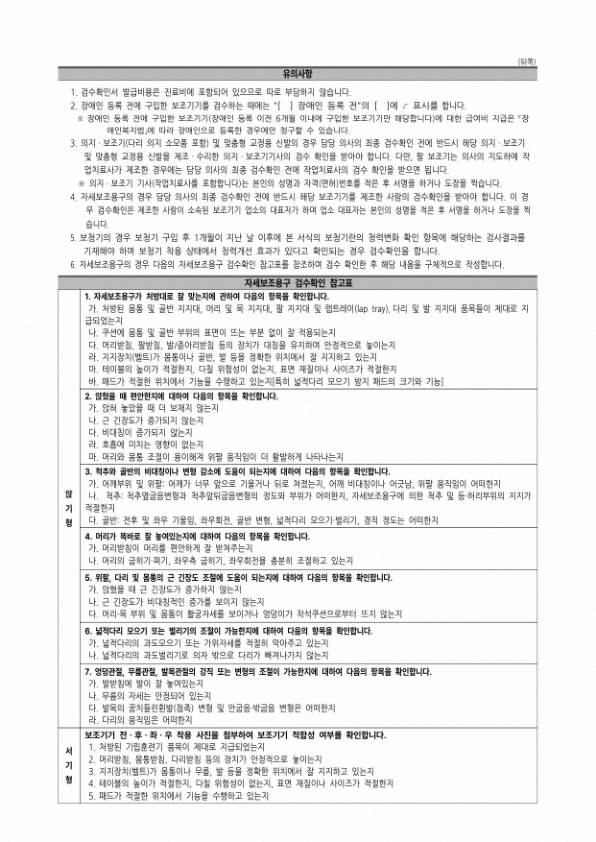 (뒤쪽)
유의사항
1. 검수확인서 발급비용은 진료비에 포함되어 있으므로 따로 부담하지 않습니다.
2. 장애인 등록 전에 구입한 보조기기를 검수하는 때에는 "[ ] 장애인 등록 전"의 [ ]에 √ 표시를 합니다.
※ 장애인 등록 전에 구입한 보조기기(장애인 등록 이전 6개월 이내에 구입한 보조기기만 해당합니다)에 대한 급여비 지급은 「장
애인복지법」에 따라 장애인으로 등록한 경우에만 청구할 수 있습니다.
3. 의지ㆍ보조기(다리 의지 소모품 포함) 및 맞춤형 교정용 신발의 경우 담당 의사의 최종 검수확인 전에 반드시 해당 의지ㆍ보조기
및 맞춤형 교정용 신발을 제조ㆍ수리한 의지ㆍ보조기기사의 검수 확인을 받아야 합니다. 다만, 팔 보조기는 의사의 지도하에 작
업치료사가 제조한 경우에는 담당 의사의 최종 검수확인 전에 작업치료사의 검수 확인을 받으면 됩니다.
※ 의지ㆍ보조기 기사(작업치료사를 포함합니다)는 본인의 성명과 자격(면허)번호를 적은 후 서명을 하거나 도장을 찍습니다.
4. 자세보조용구의 경우 담당 의사의 최종 검수확인 전에 반드시 해당 보조기기를 제조한 사람의 검수확인을 받아야 합니다. 이 경
우 검수확인은 제조한 사람이 소속된 보조기기 업소의 대표자가 하며 업소 대표자는 본인의 성명을 적은 후 서명을 하거나 도장을 찍
습니다.
5. 보청기의 경우 보청기 구입 후 1개월이 지난 날 이후에 본 서식의 보청기란의 청력변화 확인 항목에 해당하는 검사결과를
기재해야 하며 보청기 착용 상태에서 청력개선 효과가 있다고 확인되는 경우 검수확인을 합니다.
6. 자세보조용구의 경우 다음의 자세보조용구 검수확인 참고표를 참조하여 검수 확인한 후 해당 내용을 구체적으로 작성합니다.
자세보조용구 검수확인 참고표
앉기형
1. 자세보조용구가 처방대로 잘 맞는지에 관하여 다음의 항목을 확인합니다.
가. 처방된 몸통 및 골반 지지대, 머리 및 목 지지대, 팔 지지대 및 랩트레이(lap tray), 다리 및 발 지지대 품목들이 제대로 지
급되었는지
나. 쿠션에 몸통 및 골반 부위의 표면이 뜨는 부분 없이 잘 적용되는지
다. 머리받침, 팔받침, 발/종아리받침 등의 장치가 대칭을 유지하며 안정적으로 놓이는지
라. 지지장치(벨트)가 몸통이나 골반, 발 등을 정확한 위치에서 잘 지지하고 있는지
마. 테이블의 높이가 적절한지, 다칠 위험성이 없는지, 표면 재질이나 사이즈가 적절한지
바. 패드가 적절한 위치에서 기능을 수행하고 있는지[특히 넓적다리 모으기 방지 패드의 크기와 기능]
2. 앉혔을 때 편안한지에 대하여 다음의 항목을 확인합니다.
가. 앉혀 놓았을 때 더 보채지 않는지
나. 근 긴장도가 증가되지 않는지
다. 비대칭이 증가되지 않는지
라. 호흡에 미치는 영향이 없는지
마. 머리와 몸통 조절이 용이해져 위팔 움직임이 더 활발하게 나타나는지
3. 척추와 골반의 비대칭이나 변형 감소에 도움이 되는지에 대하여 다음의 항목을 확인합니다.
가. 어깨부위 및 위팔: 어깨가 너무 앞으로 기울거나 뒤로 쳐졌는지, 어깨 비대칭이나 어긋남, 위팔 움직임이 어떠한지
나. 척추: 척추옆굽음변형과 척추앞뒤굽음변형의 정도와 부위가 어떠한지, 자세보조용구에 의한 척추 및 등·허리부위의 지지가
적절한지
다. 골반: 전후 및 좌우 기울임, 좌우회전, 골반 변형, 넓적다리 모으기·벌리기, 경직 정도는 어떠한지
4. 머리가 똑바로 잘 놓여있는지에 대하여 다음의 항목을 확인합니다.
가. 머리받침이 머리를 편안하게 잘 받쳐주는지
나. 머리의 굽히기·폐기, 좌우측 굽히기, 좌우회전을 충분히 조절하고 있는지
5. 위팔, 다리 및 몸통의 근 긴장도 조절에 도움이 되는지에 대하여 다음의 항목을 확인합니다.
가. 앉혔을 때 근 긴장도가 증가하지 않는지
나. 근 긴장도가 비대칭적인 증가를 보이지 않는지
다. 머리·목 부위 및 몸통이 활궁자세를 보이거나 엉덩이가 착석쿠션으로부터 뜨지 않는지
6. 넓적다리 모으기 또는 벌리기의 조절이 가능한지에 대하여 다음의 항목을 확인합니다.
가. 넓적다리의 과도모으기 또는 가위자세를 적절히 막아주고 있는지
나. 넓적다리의 과도벌리기로 의자 밖으로 다리가 빠져나가지 않는지
7. 엉덩관절, 무릎관절, 발목관절의 강직 또는 변형의 조절이 가능한지에 대하여 다음의 항목을 확인합니다.
가. 발받침에 발이 잘 놓여있는지
나. 무릎의 자세는 안정되어 있는지
다. 발목의 꿈치들린휜발(첨족) 변형 및 안굽음·밖굽음 변형은 어떠한지
라. 다리의 움직임은 어떠한지
서기형
보조기기 전ㆍ후ㆍ좌ㆍ우 착용 사진을 첨부하여 보조기기 적합성 여부를 확인합니다.
1. 처방된 기립훈련기 품목이 제대로 지급되었는지
2. 머리받침, 몸통받침, 다리받침 등의 장치가 안정적으로 놓이는지
3. 지지장치(벨트)가 몸통이나 무릎, 발 등을 정확한 위치에서 잘 지지하고 있는지
4. 테이블의 높이가 적절한지, 다칠 위험성이 없는지, 표면 재질이나 사이즈가 적절한지
5. 패드가 적절한 위치에서 기능을 수행하고 있는지